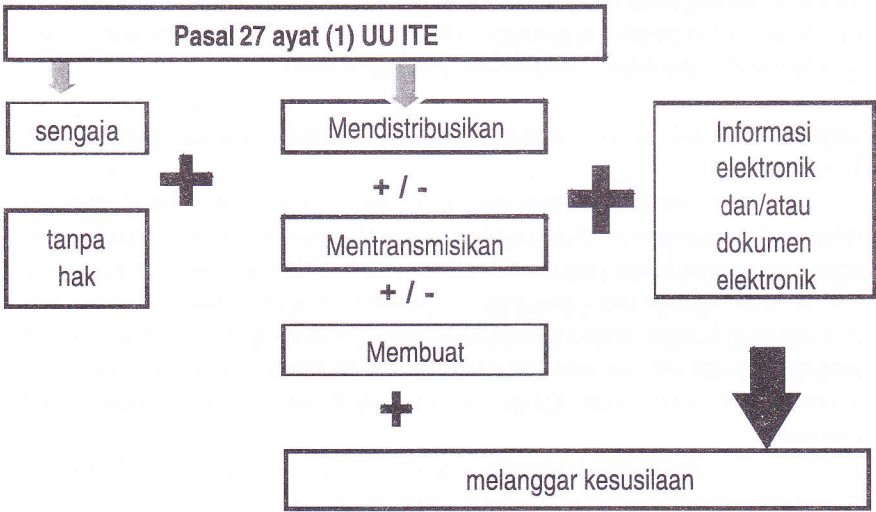 Pasal 27 ayat (1) UU ITE
sengaja
tanpa
hak
+
Mendistribusikan
+ / -
Mentransmisikan
+ / -
Membuat
+
+
Informasi
elektronik
dan/atau
dokumen
elektronik
melanggar kesusilaan